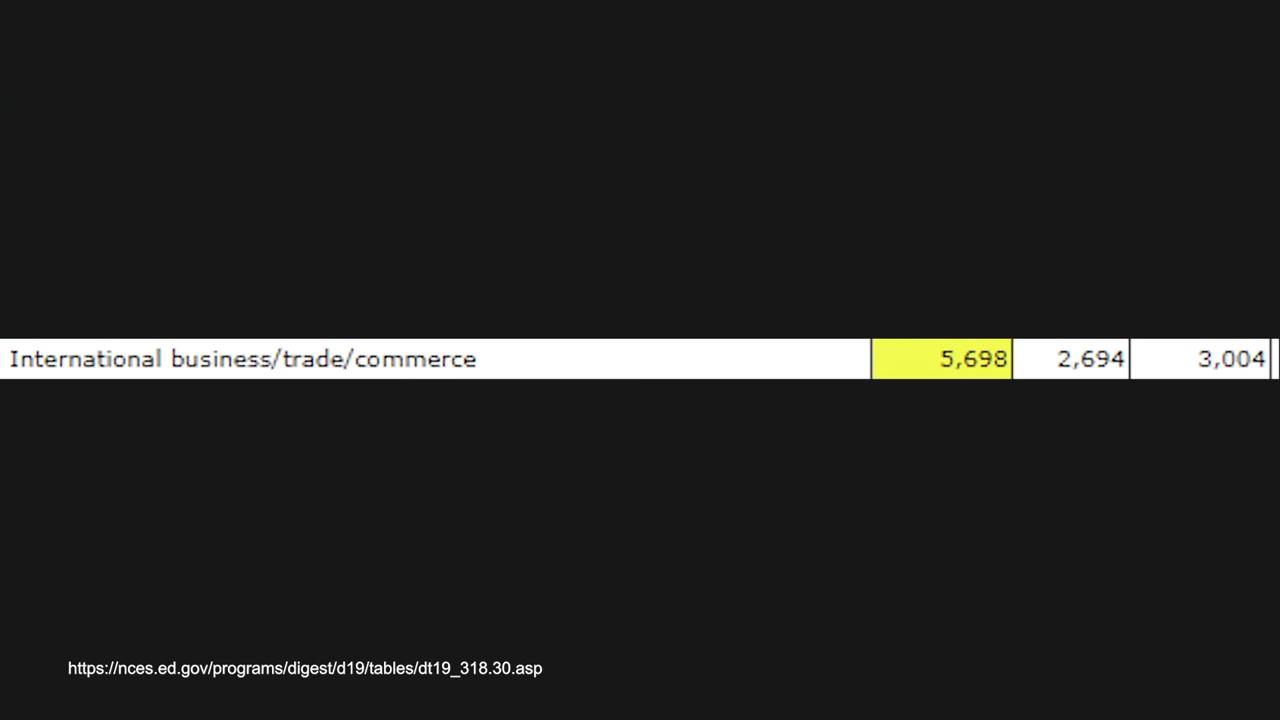 International business/trade/commerce 5,698 2,694 3,004
https://nces.ed.gov/programs/digest/d19/tables/dt19_318.30.asp